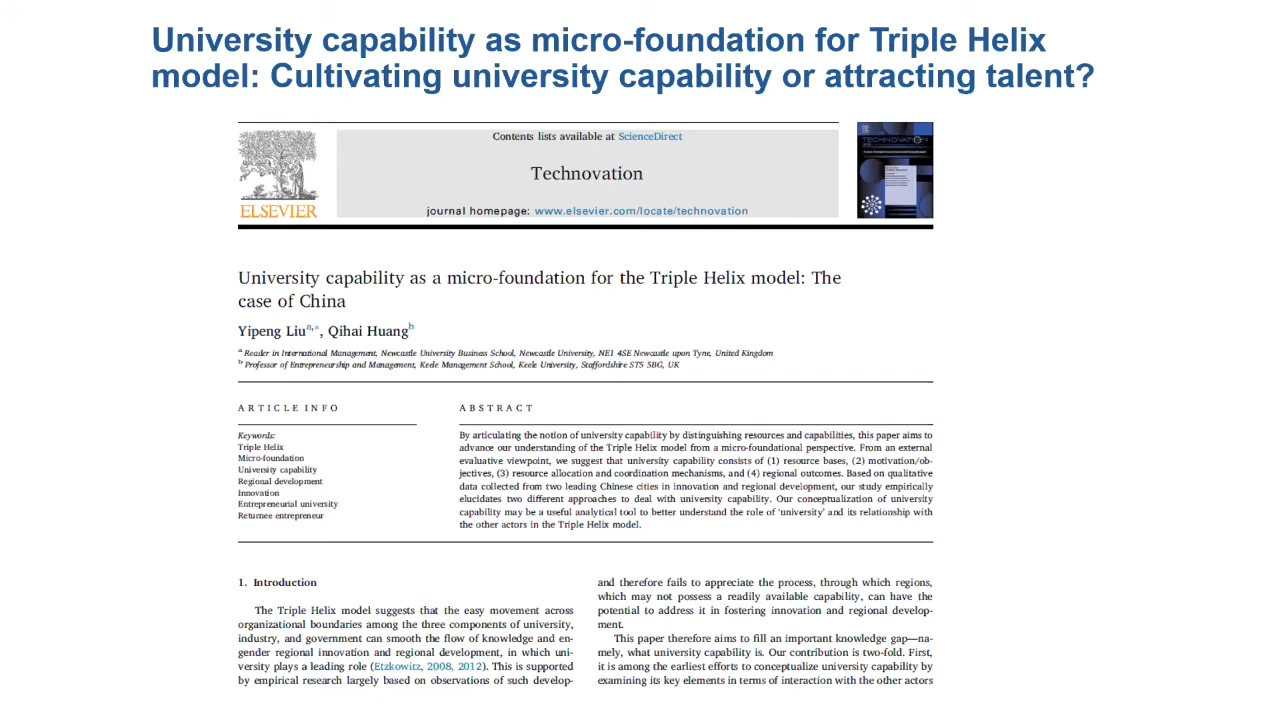 University capability as micro-foundation for Triple Helix
model: Cultivating university capability or attracting talent?
Contents lists available at ScienceDirect
Technovation
journal homepage: www.elsevier.com/locate/technovation
ELSEVIER
TECHNOVATION
University capability as a micro-foundation for the Triple Helix model: The
case of China
Yipeng Liua,*, Qihai Huangb
a Reader in International Management, Newcastle University Business School, Newcastle University, NE1 4SE Newcastle upon Tyne, United Kingdom
b Professor of Entrepreneurship and Management, Keele Management School, Keele University, Staffordshire ST5 5BG, UK
ARTICLE INFO
Keywords:
Triple Helix
Micro-foundation
University capability
Regional development
Innovation
Entrepreneurial university
Returnee entrepreneur
ABSTRACT
By articulating the notion of university capability by distinguishing resources and capabilities, this paper aims to
advance our understanding of the Triple Helix model from a micro-foundational perspective. From an external
evaluative viewpoint, we suggest that university capability consists of (1) resource bases, (2) motivation/ob-
jectives, (3) resource allocation and coordination mechanisms, and (4) regional outcomes. Based on qualitative
data collected from two leading Chinese cities in innovation and regional development, our study empirically
elucidates two different approaches to deal with university capability. Our conceptualization of university
capability may be a useful analytical tool to better understand the role of 'university' and its relationship with
the other actors in the Triple Helix model.
1. Introduction
The Triple Helix model suggests that the easy movement across
organizational boundaries among the three components of university,
industry, and government can smooth the flow of knowledge and en-
gender regional innovation and regional development, in which uni-
versity plays a leading role (Etzkowitz, 2008, 2012). This is supported
by empirical research largely based on observations of such develop-
and therefore fails to appreciate the process, through which regions,
which may not possess a readily available capability, can have the
potential to address it in fostering innovation and regional develop-
ment.
This paper therefore aims to fill an important knowledge gap—na-
mely, what university capability is. Our contribution is two-fold. First,
it is among the earliest efforts to conceptualize university capability by
examining its key elements in terms of interaction with the other actors